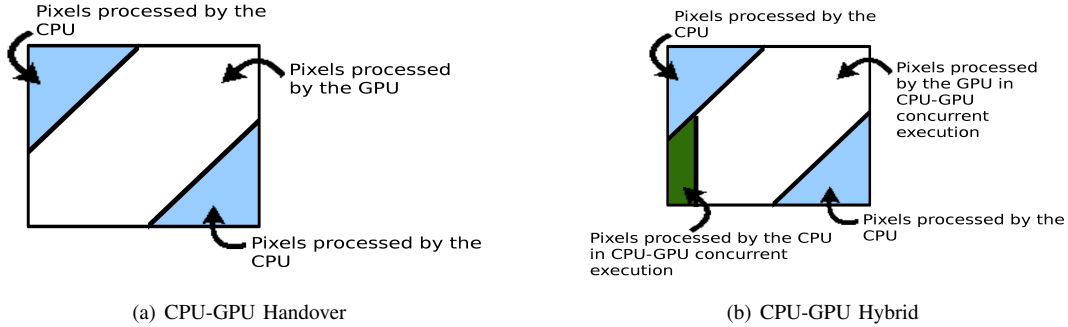 Pixels processed by the
CPU
Pixels processed
by the GPU
Pixels processed by the
CPU
(a) CPU-GPU Handover
Pixels processed by the
CPU
Pixels processed
by the GPU in
CPU-GPU
concurrent
execution
Pixels processed by the
CPU
Pixels processed by the CPU
in CPU-GPU concurrent
execution
(b) CPU-GPU Hybrid